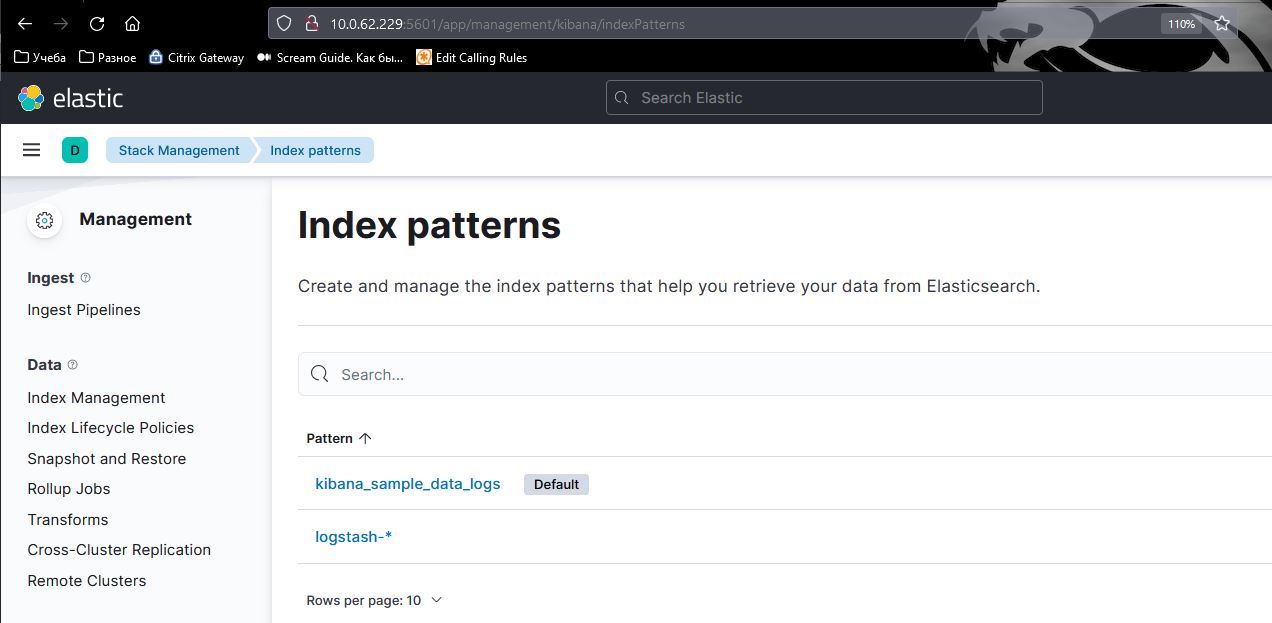 10.0.62.229:5601/app/management/kibana/indexPatterns 110%
Учеба Разное Citrix Gateway Scream Guide. Как бы... Edit Calling Rules
elastic Search Elastic
D Stack Management Index patterns
Management
Ingest
Ingest Pipelines
Data
Index Management
Index Lifecycle Policies
Snapshot and Restore
Rollup Jobs
Transforms
Cross-Cluster Replication
Remote Clusters
Index patterns
Create and manage the index patterns that help you retrieve your data from Elasticsearch.
Search...
Pattern
kibana_sample_data_logs Default
logstash-*
Rows per page: 10